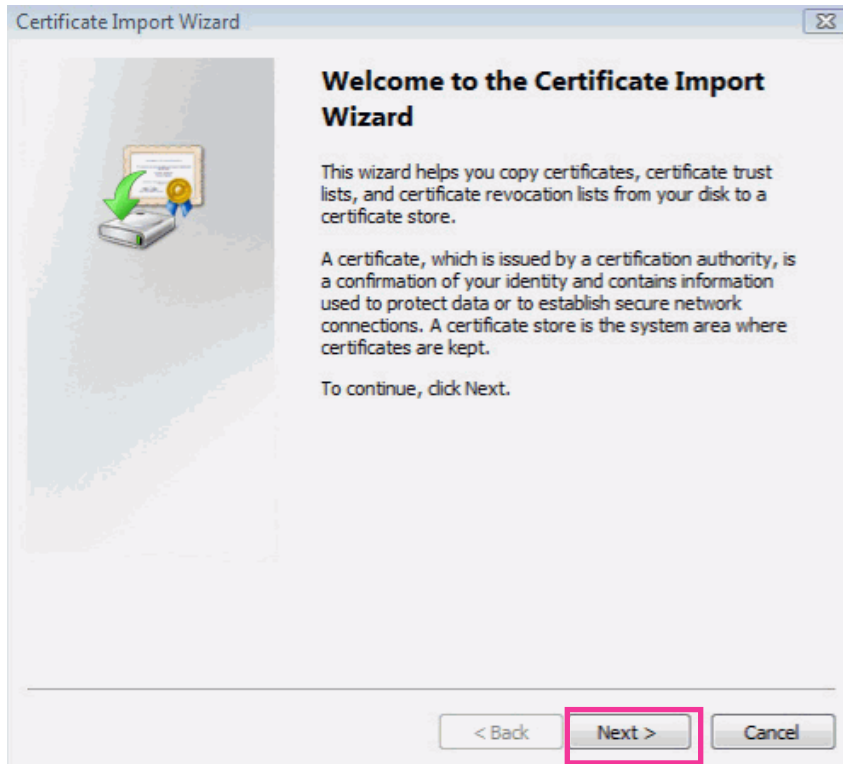 Certificate Import Wizard
Welcome to the Certificate Import
Wizard
This wizard helps you copy certificates, certificate trust
lists, and certificate revocation lists from your disk to a
certificate store.
A certificate, which is issued by a certification authority, is
a confirmation of your identity and contains information
used to protect data or to establish secure network
connections. A certificate store is the system area where
certificates are kept.
To continue, click Next.
< Back
Next >
Cancel